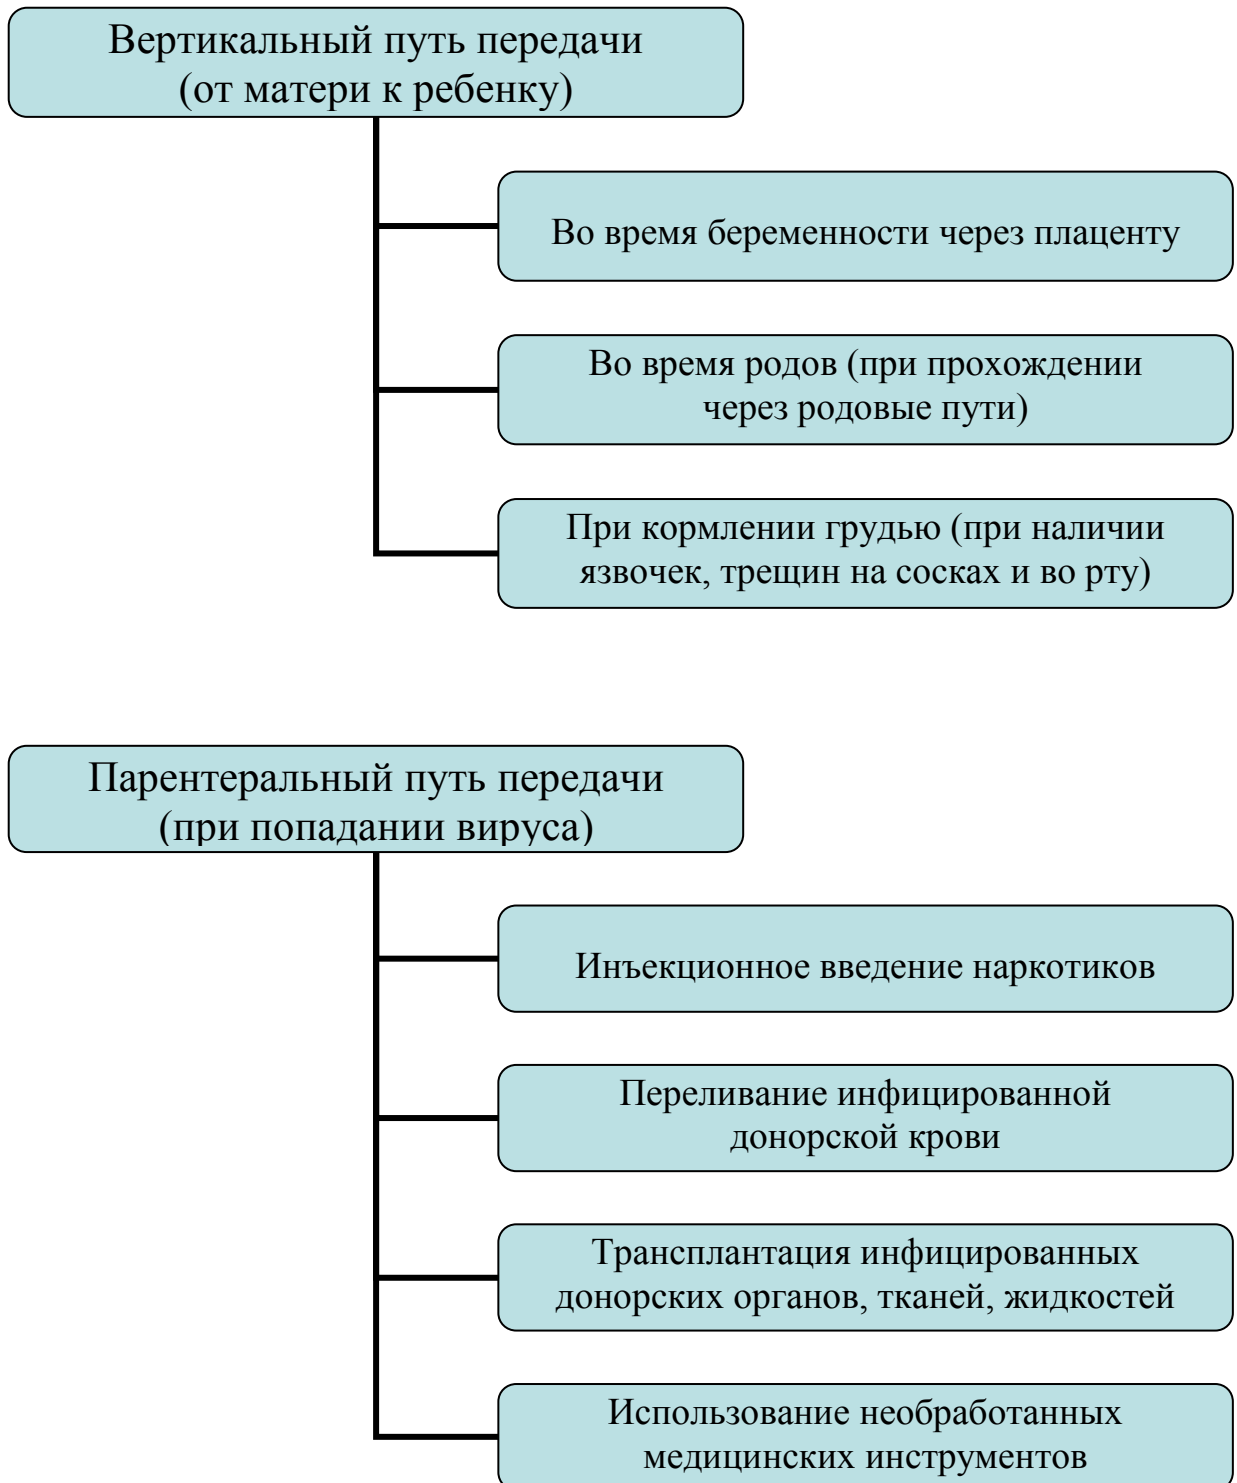 Вертикальный путь передачи
(от матери к ребенку)
Во время беременности через плаценту
Во время родов (при прохождении
через родовые пути)
При кормлении грудью (при наличии
язвочек, трещин на сосках и во рту)
Парентеральный путь передачи
(при попадании вируса)
Инъекционное введение наркотиков
Переливание инфицированной
донорской крови
Трансплантация инфицированных
донорских органов, тканей, жидкостей
Использование необработанных
медицинских инструментов